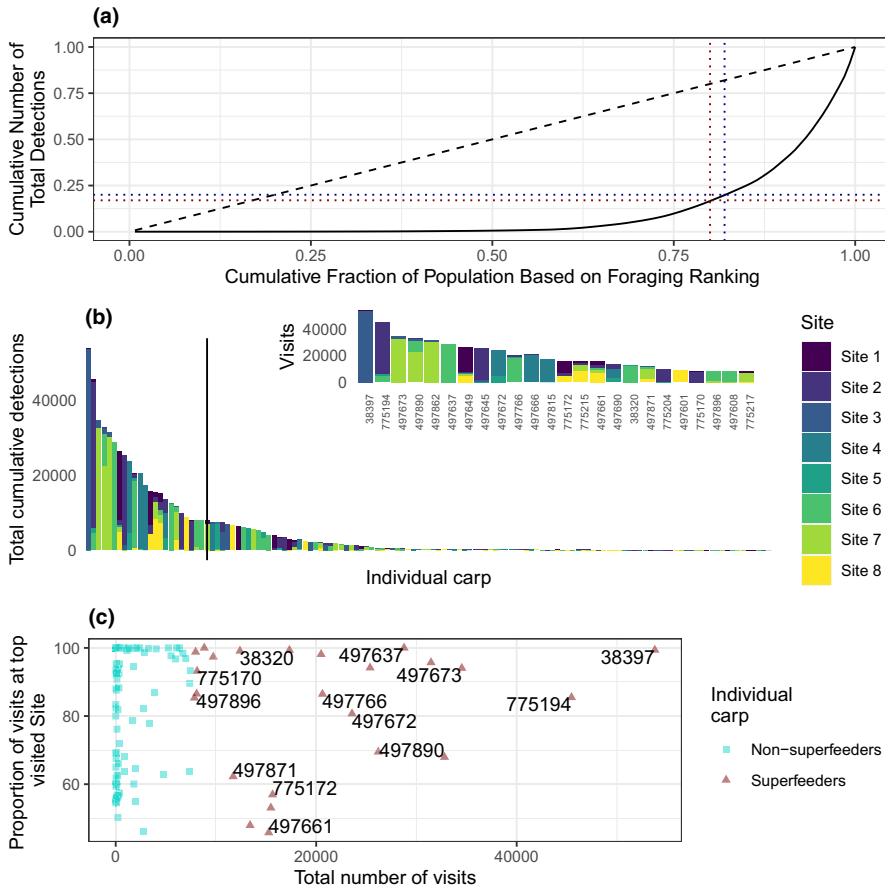 (a)
Cumulative Number of
Total Detections
1.00
0.75
0.50
0.25
0.00
0.00 0.25 0.50 0.75 1.00
Cumulative Fraction of Population Based on Foraging Ranking
(b)
Total cumulative detections
40000
20000
0
Individual carp
Visits
40000
20000
0
38397 775194 497673 497890 497862 497637 497649 497645 497672 497766 497666 497815 775172 775215 497661 497690 38320 497871 775204 497601 775170 497896 497608 775217
Site
Site 1
Site 2
Site 3
Site 4
Site 5
Site 6
Site 7
Site 8
(c)
Proportion of visits at top
visited Site
100
80
60
38320
497637
38397
775170
497673
497896
497766
775194
497672
497890
497871
775172
497661
0 20000 40000
Total number of visits
Individual
carp
Non-superfeeders
Superfeeders